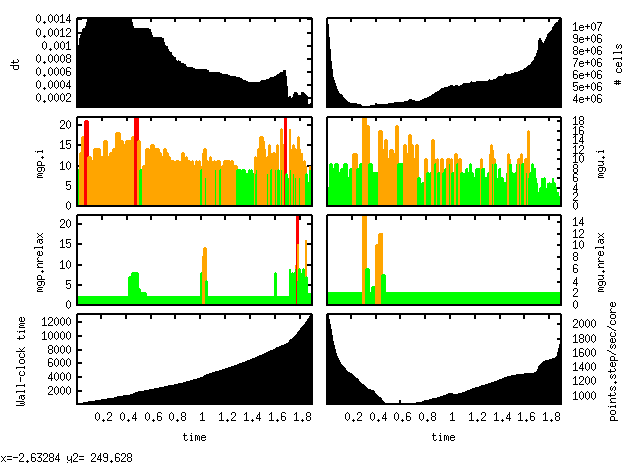 0.0014
0.0012
0.001
0.0008
0.0006
0.0004
0.0002
dt
1e+07
9e+06
8e+06
7e+06
6e+06
5e+06
4e+06
# cells
20
15
10
5
0
mgp.i
18
16
14
12
10
8
6
4
2
0
mgu.i
20
15
10
5
0
mgp.nrelax
14
12
10
8
6
4
2
0
mgu.nrelax
12000
10000
8000
6000
4000
2000
Wall-clock time
2000
1800
1600
1400
1200
1000
points.step/sec/core
0.2 0.4 0.6 0.8 1 1.2 1.4 1.6 1.8
time
0.2 0.4 0.6 0.8 1 1.2 1.4 1.6 1.8
time
x=-2.63284 y2= 249.628